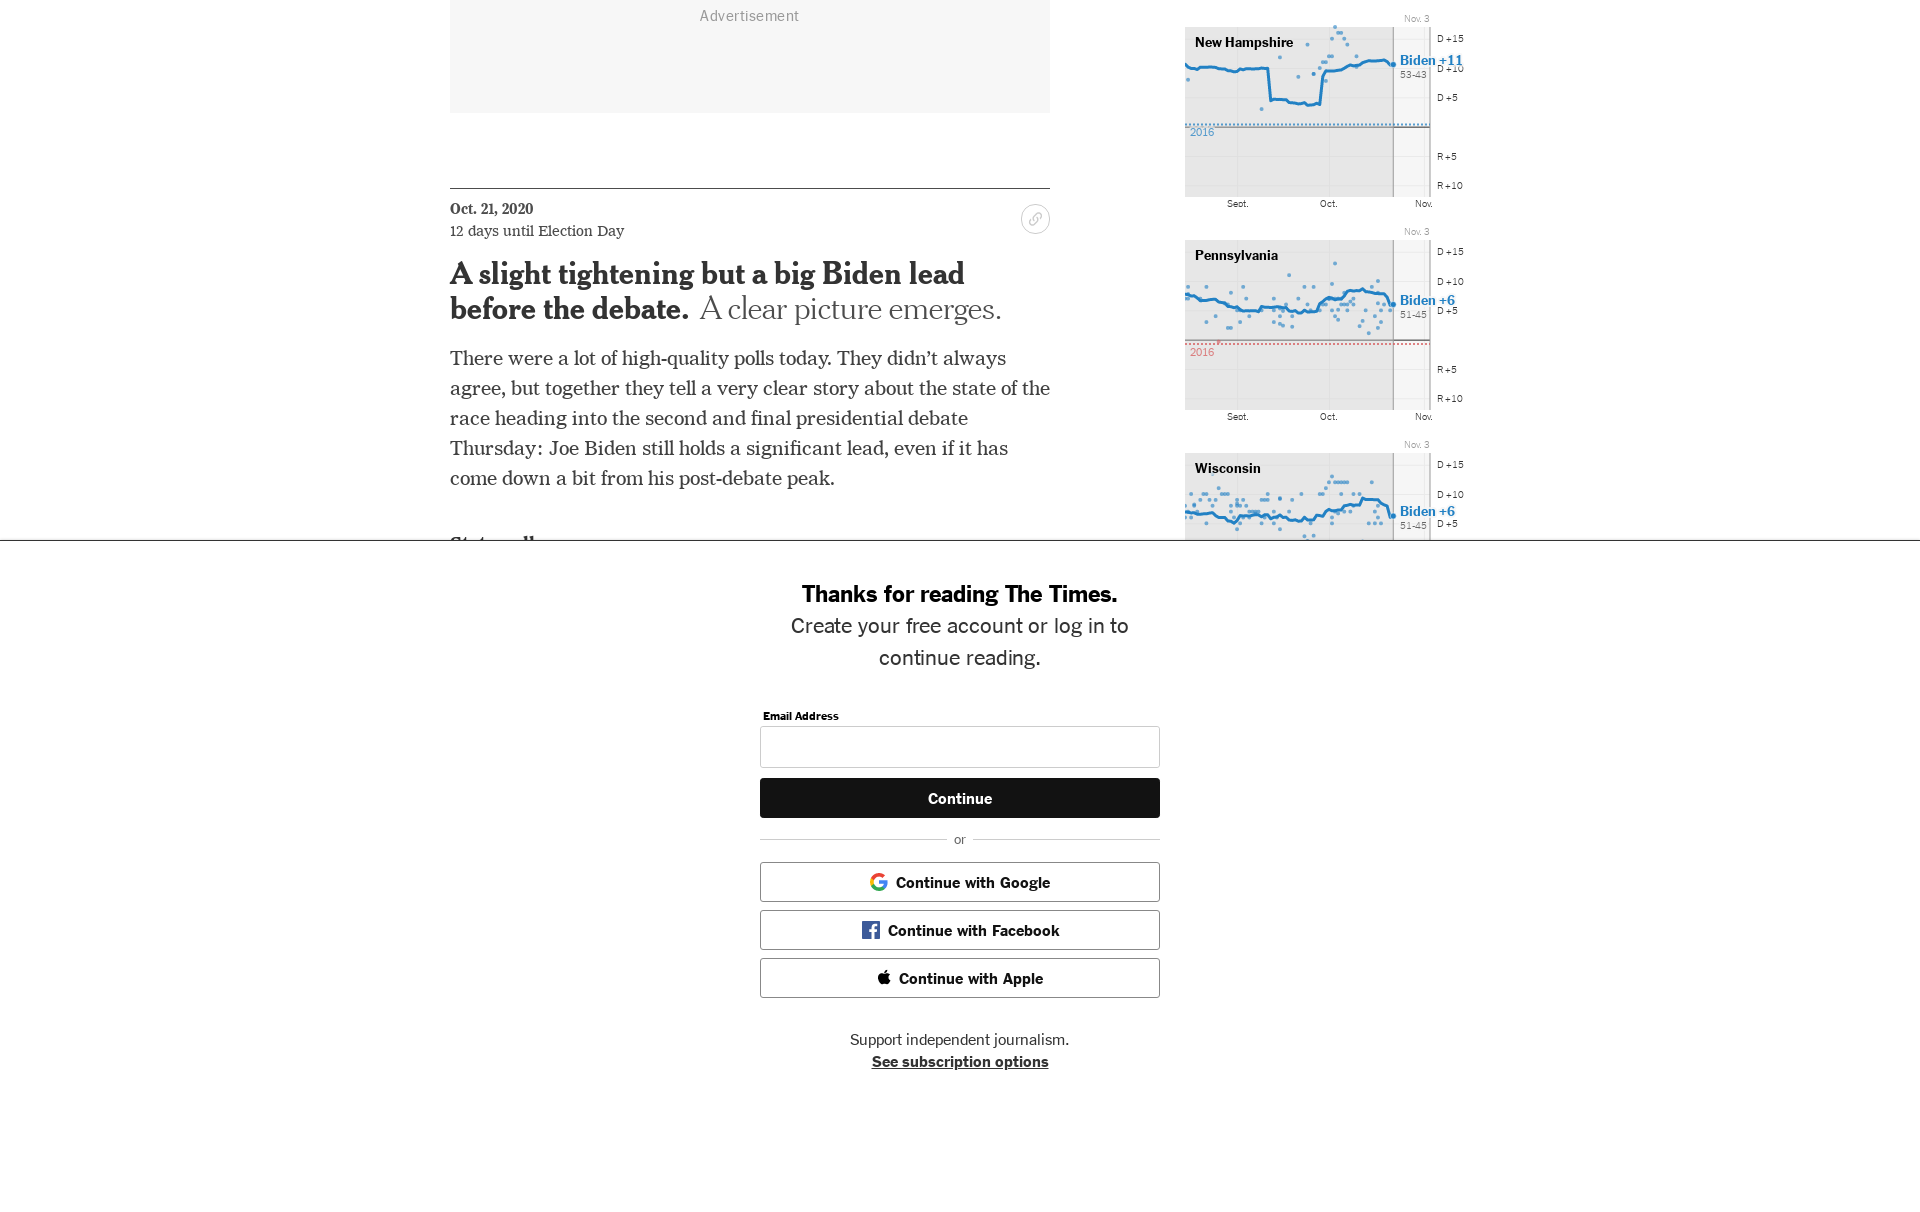 Advertisement
Oct. 21, 2020
12 days until Election Day
A slight tightening but a big Biden lead
before the debate. A clear picture emerges.
There were a lot of high-quality polls today. They didn’t always
agree, but together they tell a very clear story about the state of the
race heading into the second and final presidential debate
Thursday: Joe Biden still holds a significant lead, even if it has
come down a bit from his post-debate peak.
Nov. 3
New Hampshire
D +15
Biden +11
D +10
53-43
D +5
2016
R +5
R +10
Sept. Oct. Nov.
Nov. 3
Pennsylvania
D +15
D +10
Biden +6
51-45
D +5
2016
R +5
R +10
Sept. Oct. Nov.
Nov. 3
Wisconsin
D +15
D +10
Biden +6
51-45
D +5
Thanks for reading The Times.
Create your free account or log in to
continue reading.
Email Address
Continue
or
Continue with Google
Continue with Facebook
Continue with Apple
Support independent journalism.
See subscription options